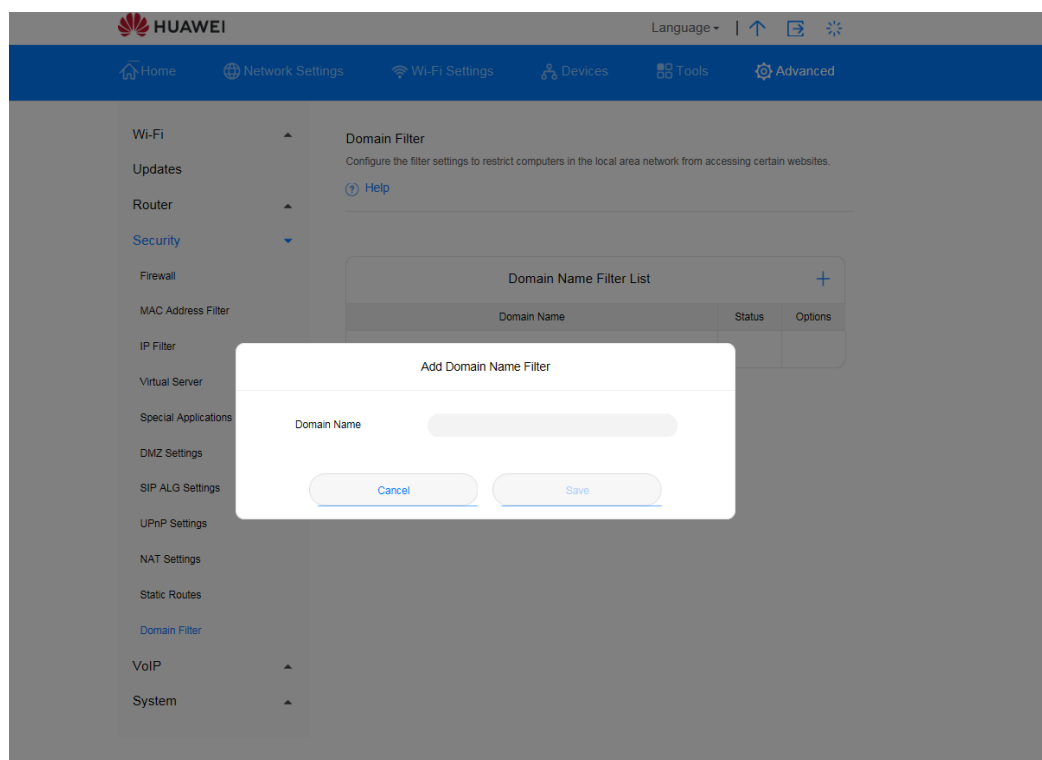 HUAWEI
Language
Home
Network Settings
Wi-Fi Settings
Devices
Tools
Advanced
Wi-Fi
Updates
Router
Security
Firewall
MAC Address Filter
IP Filter
Virtual Server
Special Applications
DMZ Settings
SIP ALG Settings
UPnP Settings
NAT Settings
Static Routes
Domain Filter
VoIP
System
Domain Filter
Configure the filter settings to restrict computers in the local area network from accessing certain websites.
? Help
Domain Name Filter List +
Domain Name Status Options
Add Domain Name Filter
Domain Name
Cancel Save